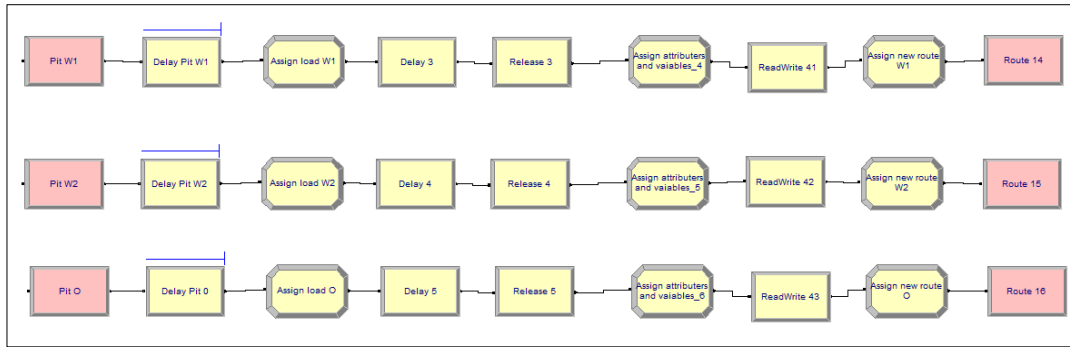 Pit W1
Delay Pit W1
Assign load W1
Delay 3
Release 3
Assign attributers
and vaiables_4
ReadWrite 41
Assign new route
W1
Route 14
Pit W2
Delay Pit W2
Assign load W2
Delay 4
Release 4
Assign attributers
and vaiables_5
ReadWrite 42
Assign new route
W2
Route 15
Pit O
Delay Pit 0
Assign load O
Delay 5
Release 5
Assign attributers
and vaiables_6
ReadWrite 43
Assign new route
O
Route 16